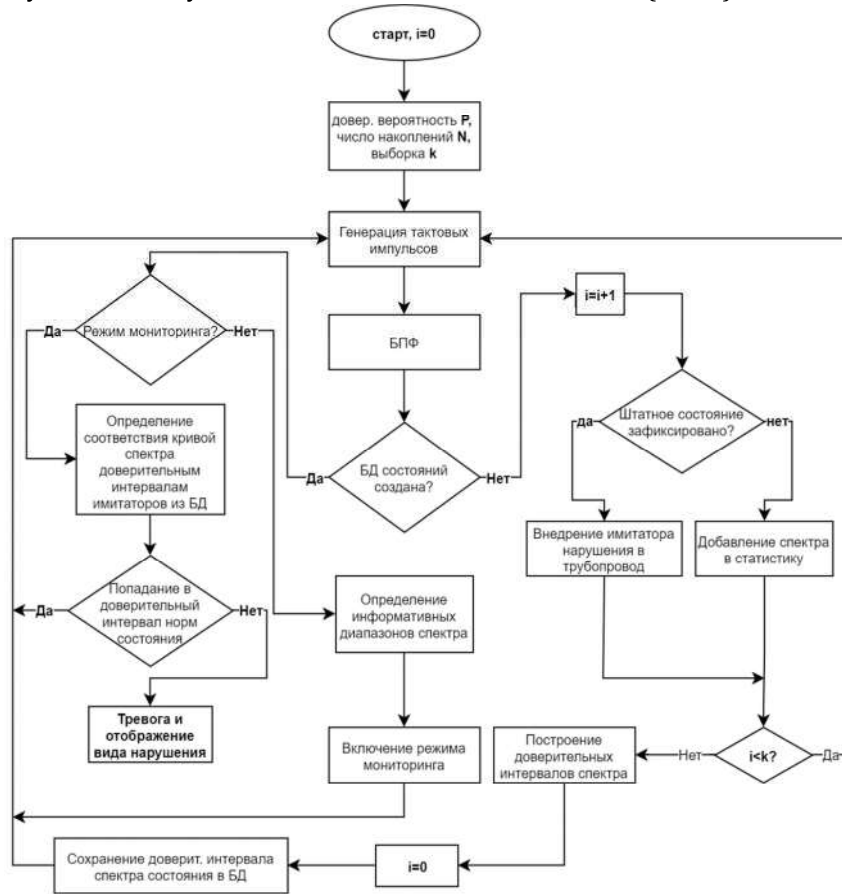 старт, i=0
довер. вероятность P,
число накоплений N,
выборка k
Генерация тактовых
импульсов
i=i+1
Да
Режим мониторинга?
Нет
БПФ
Штатное состояние
зафиксировано?
да
нет
Определение
соответствия кривой
спектра
доверительным
интервалам
имитаторов из БД
Да
БД состояний
создана?
Нет
Внедрение имитатора
нарушения в
трубопровод
Добавление спектра
в статистику
Да
Попадание в
доверительный
интервал норм
состояния
Нет
Определение
информативных
диапазонов спектра
Тревога и
отображение
вида нарушения
Включение режима
мониторинга
Построение
доверительных
интервалов спектра
Нет
i<k?
Да
Сохранение доверит. интервала
спектра состояния в БД
i=0